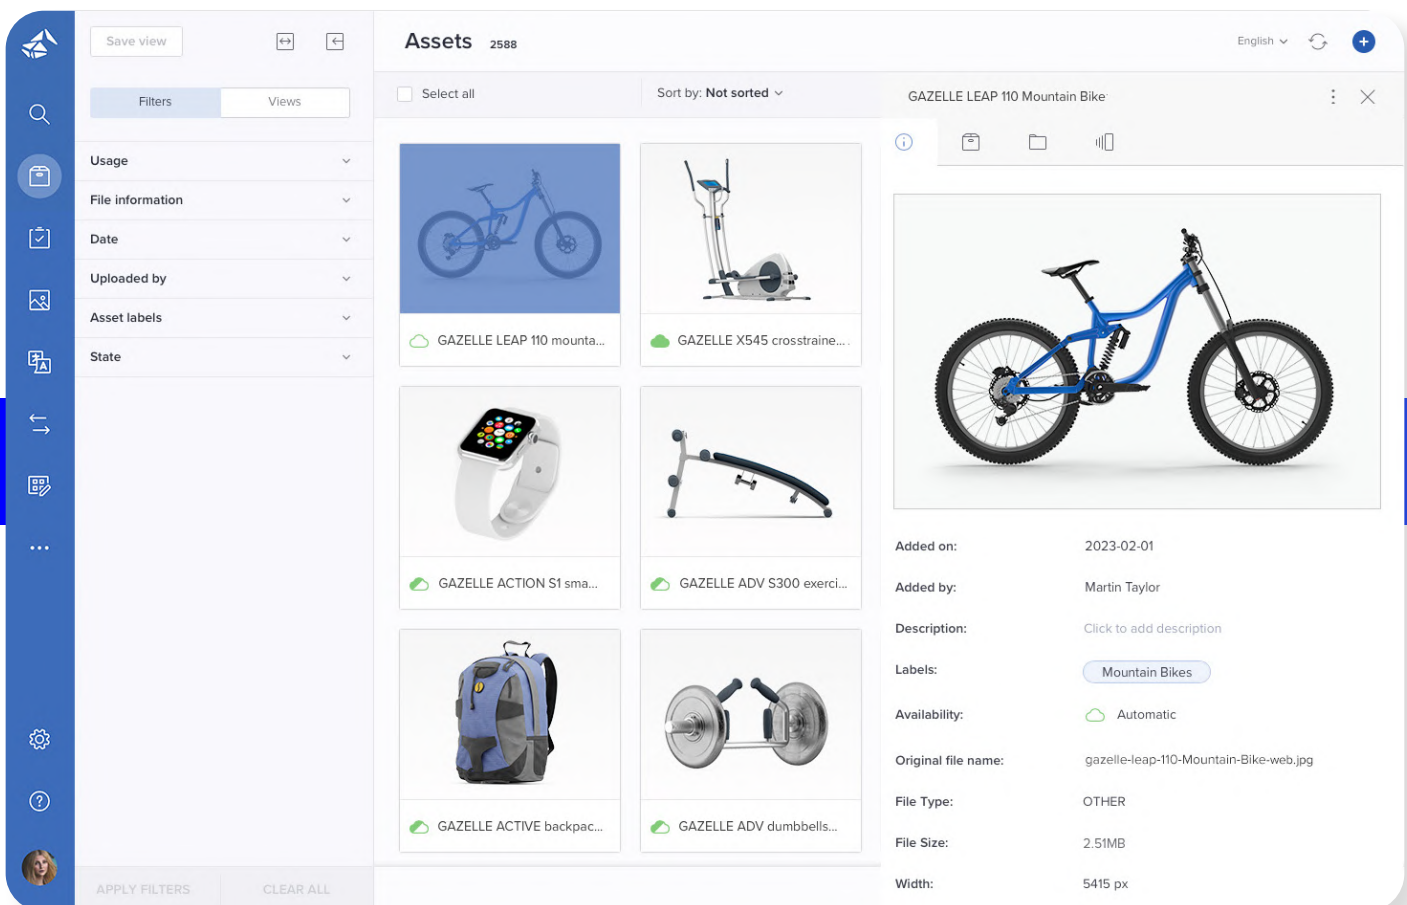 Save view
Assets 2588
English
Filters
Views
Select all
Sort by: Not sorted
GAZELLE LEAP 110 Mountain Bike
Usage
File information
Date
Uploaded by
Asset labels
State
GAZELLE LEAP 110 mounta...
GAZELLE X545 crosstraine...
GAZELLE ACTION S1 sma...
GAZELLE ADV S300 exerci...
GAZELLE ACTIVE backpac...
GAZELLE ADV dumbbells...
Added on: 2023-02-01
Added by: Martin Taylor
Description: Click to add description
Labels: Mountain Bikes
Availability: Automatic
Original file name: gazelle-leap-110-Mountain-Bike-web.jpg
File Type: OTHER
File Size: 2.51MB
Width: 5415 px
APPLY FILTERS
CLEAR ALL